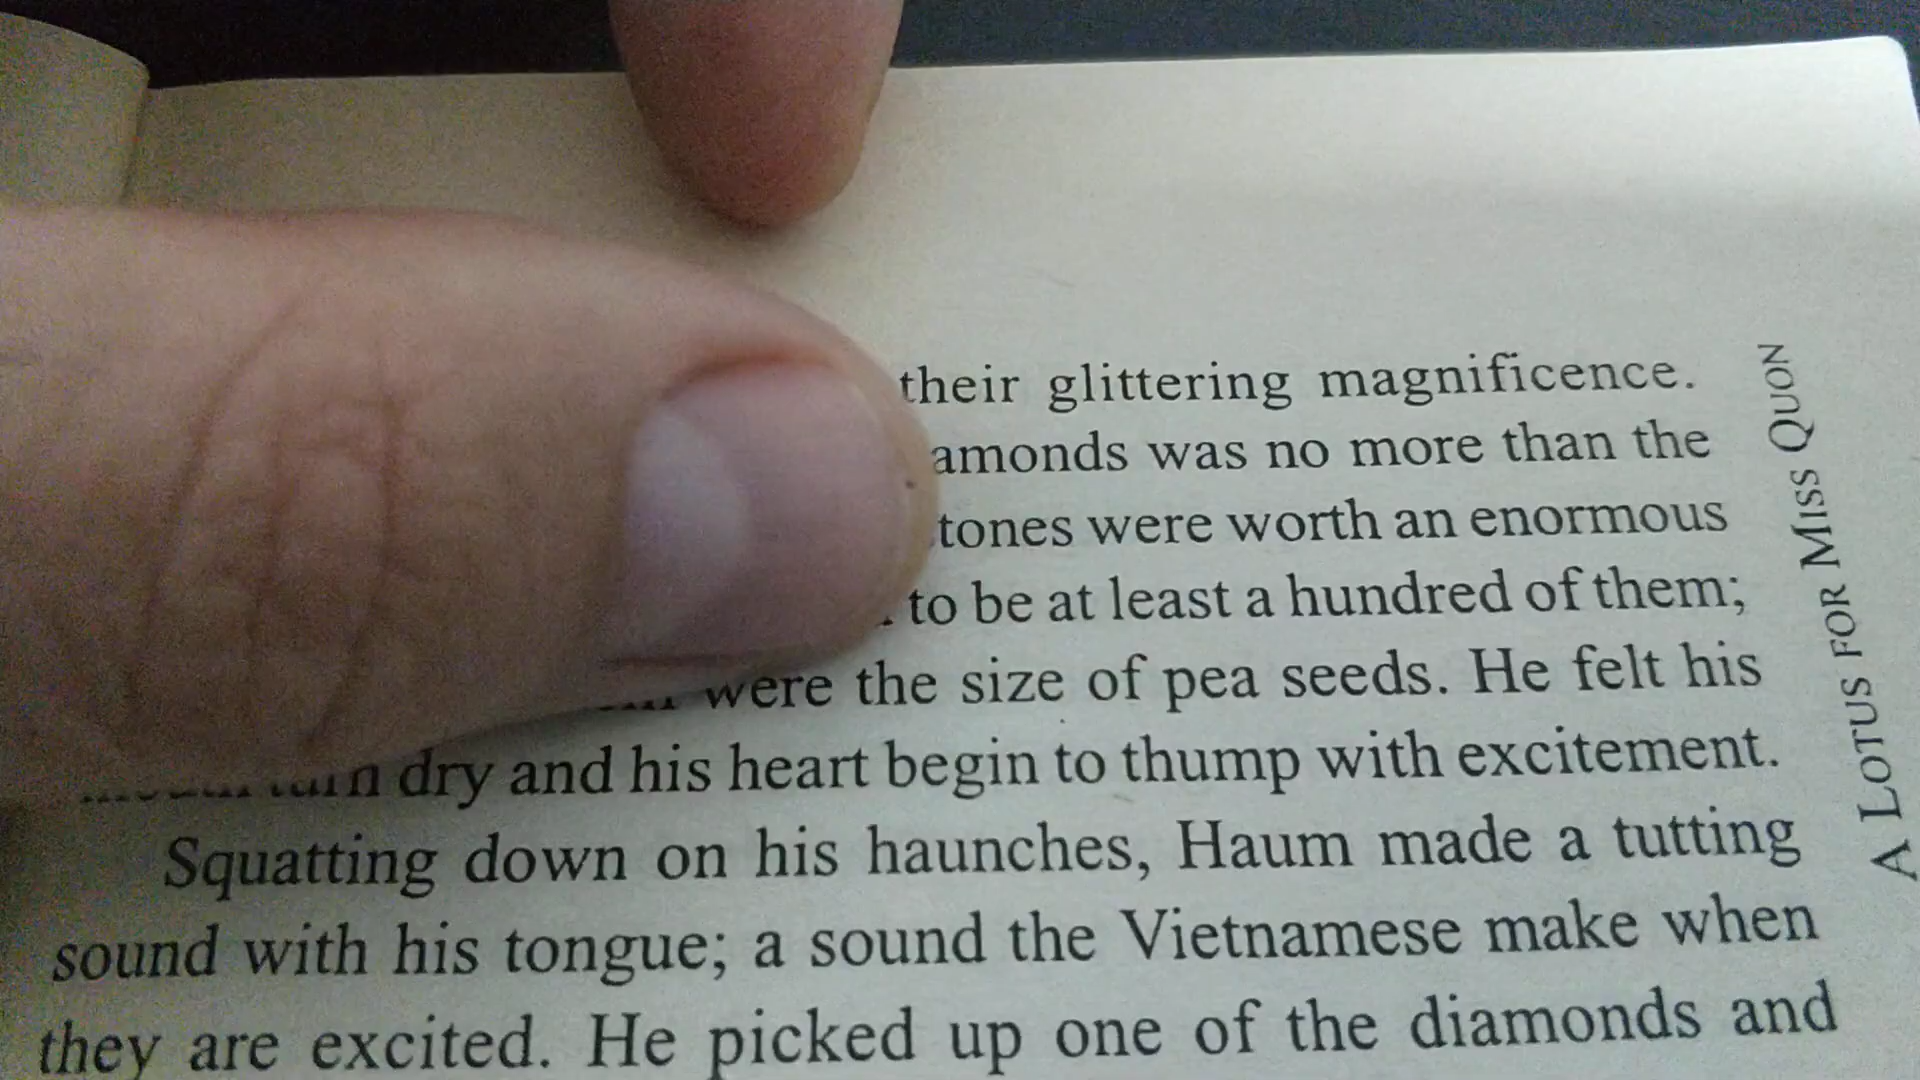 their glittering magnificence.
was no more than the
were worth an enormous
to be at least a hundred of them;
were the size of pea seeds. He felt his
dry and his heart begin to thump with excitement.
Squatting down on his haunches, Haum made a tutting
sound with his tongue; a sound the Vietnamese make when
they are excited. He picked up one of the diamonds and
A LOTUS FOR MISS QUON